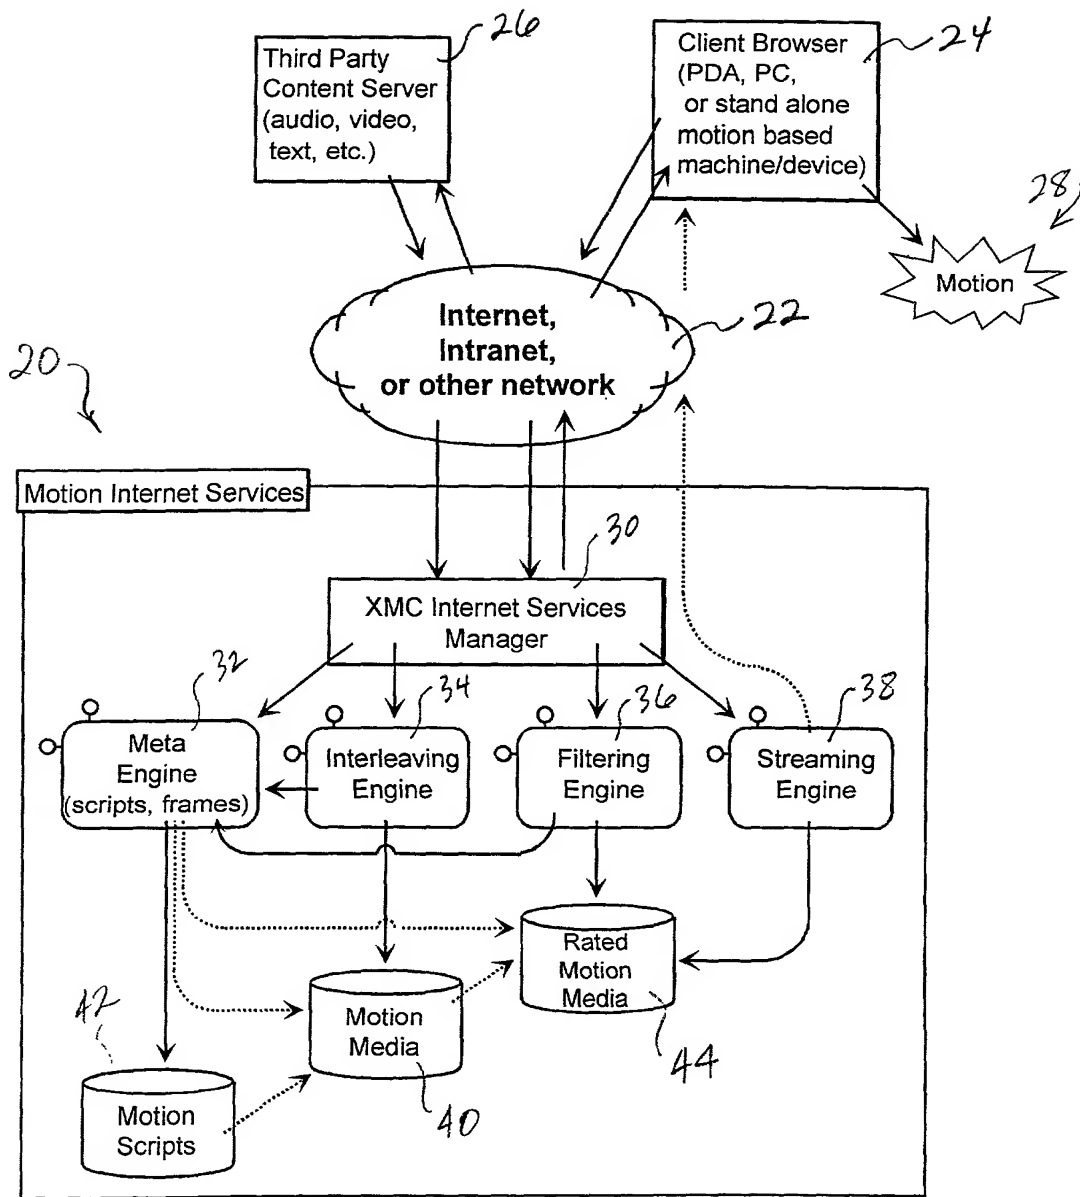 26
Third Party
Content Server
(audio, video,
text, etc.)
24
Client Browser
(PDA, PC,
or stand alone
motion based
machine/device)
28
Motion
Internet,
Intranet,
or other network
22
20
Motion Internet Services
30
XMC Internet Services
Manager
32
Meta
Engine
(scripts, frames)
34
Interleaving
Engine
36
Filtering
Engine
38
Streaming
Engine
Rated
Motion
Media
44
Motion
Media
40
42
Motion
Scripts